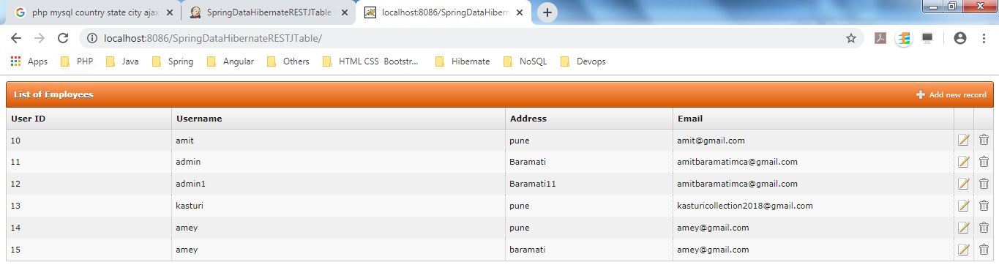 php mysql country state city ajax
SpringDataHibernateRESTJTable
localhost:8086/SpringDataHibern
localhost:8086/SpringDataHibernateRESTJTable/
Apps PHP Java Spring Angular Others HTML CSS Bootstr... Hibernate NoSQL Devops
List of Employees Add new record
User ID Username Address Email
10 amit pune amit@gmail.com
11 admin Baramati amitbaramatimca@gmail.com
12 admin1 Baramati11 amitbaramatimca@gmail.com
13 kasturi pune kasturicollection2018@gmail.com
14 amey pune amey@gmail.com
15 amey baramati amey@gmail.com